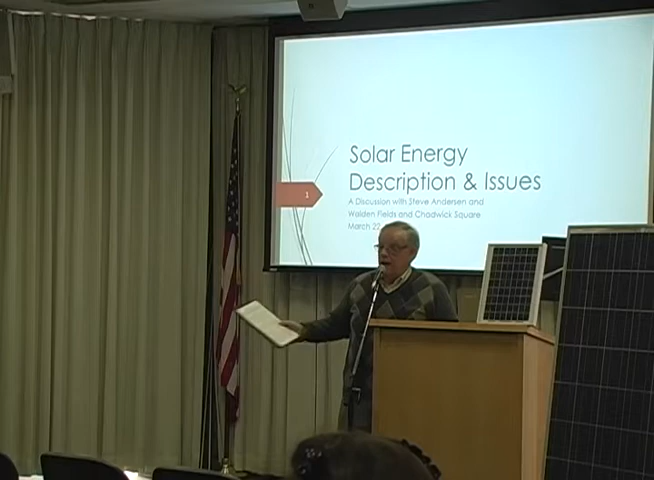 Solar Energy
Description & Issues
1
A Discussion with Steve Andersen and
Walden Fields and Chadwick Square
March 22